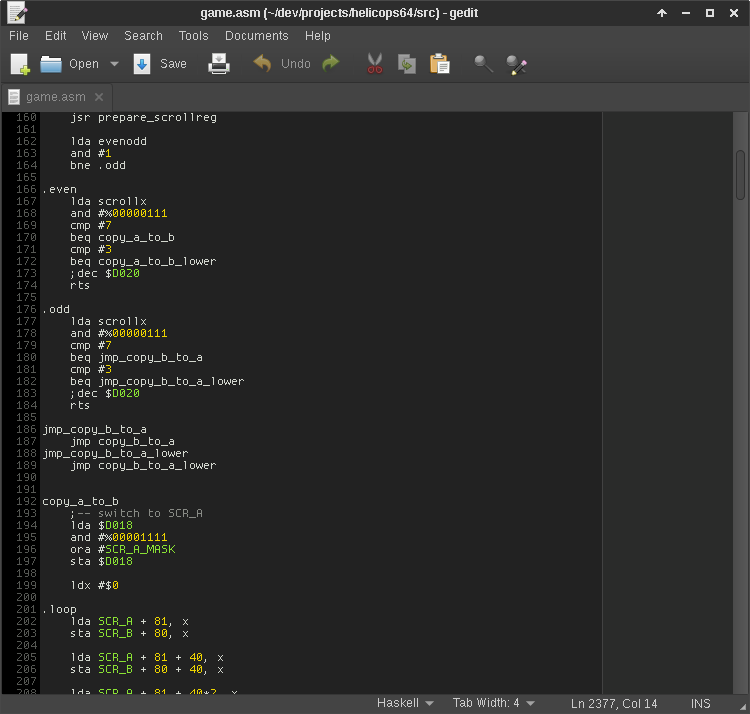 game.asm (~/dev/projects/helicops64/src) - gedit
File Edit View Search Tools Documents Help
Open Save Undo
game.asm
160 jsr prepare_scrollreg
161
162 lda evenodd
163 and #1
164 bne .odd
165
166 .even
167 lda scrollx
168 and #%00000111
169 cmp #7
170 beq copy_a_to_b
171 cmp #3
172 beq copy_a_to_b_lower
173 ;dec $D020
174 rts
175
176 .odd
177 lda scrollx
178 and #%00000111
179 cmp #7
180 beq jmp_copy_b_to_a
181 cmp #3
182 beq jmp_copy_b_to_a_lower
183 ;dec $D020
184 rts
185
186 jmp_copy_b_to_a
187 jmp copy_b_to_a
188 jmp_copy_b_to_a_lower
189 jmp copy_b_to_a_lower
190
191
192 copy_a_to_b
193 ;-- switch to SCR_A
194 lda $D018
195 and #%00001111
196 ora #SCR_A_MASK
197 sta $D018
198
199 ldx #$0
200
201 .loop
202 lda SCR_A + 81, x
203 sta SCR_B + 80, x
204
205 lda SCR_A + 81 + 40, x
206 sta SCR_B + 80 + 40, x
207
208 lda SCR_A + 81 + 40*2, x
Haskell Tab Width: 4 Ln 2377, Col 14 INS